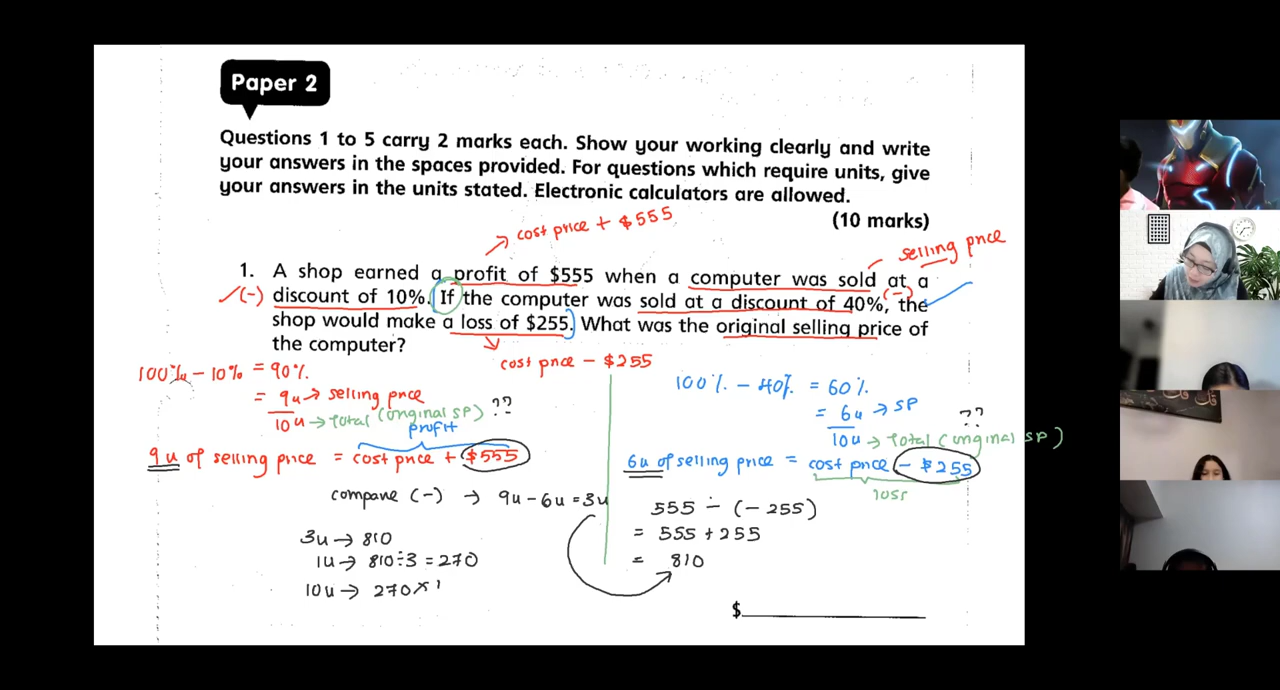 Paper 2
Questions 1 to 5 carry 2 marks each. Show your working clearly and write
your answers in the spaces provided. For questions which require units, give
your answers in the units stated. Electronic calculators are allowed.
(10 marks)
cost price + $555
selling price
1. A shop earned a profit of $555 when a computer was sold at a
(-) discount of 10%. If the computer was sold at a discount of 40%, the
(-)
shop would make a loss of $255. What was the original selling price of
the computer?
cost price - $255
100% - 10% = 90%
= 9u → selling price
10u → Total (original SP) ??
profit
9u of selling price = cost price + $555
compare (-) → 9u - 6u = 3u
3u → 810
1u → 810 ÷ 3 = 270
10u → 270 × 1
100% - 40% = 60%
= 6u → SP
??
10u → Total (original SP)
6u of selling price = cost price - $255
loss
555 - (-255)
= 555 + 255
= 810
$